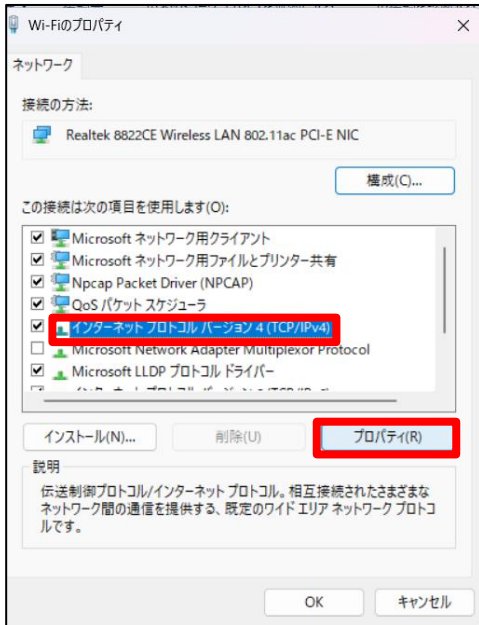 Wi-Fiのプロパティ
ネットワーク
接続の方法:
Realtek 8822CE Wireless LAN 802.11ac PCI-E NIC
構成(C)...
この接続は次の項目を使用します(O):
Microsoft ネットワーク用クライアント
Microsoft ネットワーク用ファイルとプリンター共有
Npcap Packet Driver (NPCAP)
QoS パケット スケジューラ
インターネット プロトコル バージョン 4 (TCP/IPv4)
Microsoft Network Adapter Multiplexor Protocol
Microsoft LLDP プロトコル ドライバー
インストール(N)...
削除(U)
プロパティ(R)
説明
伝送制御プロトコル/インターネット プロトコル。相互接続されたさまざまな
ネットワーク間の通信を提供する、既定のワイド エリア ネットワーク プロトコ
ルです。
OK
キャンセル